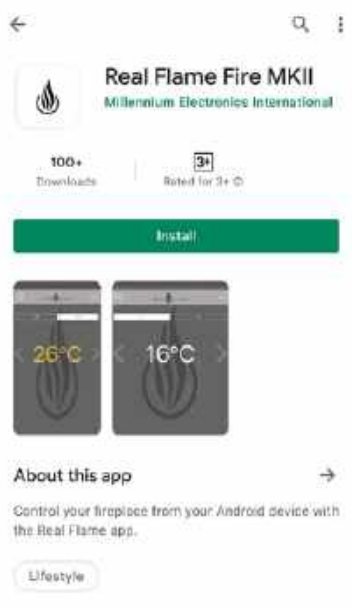 Real Flame Fire MKII
Millennium Electronics International
100+
Downloads
3+
Rated for 3+
Install
26°C
16°C
About this app
Control your fireplace from your Android device with
the Real Flame app.
Lifestyle